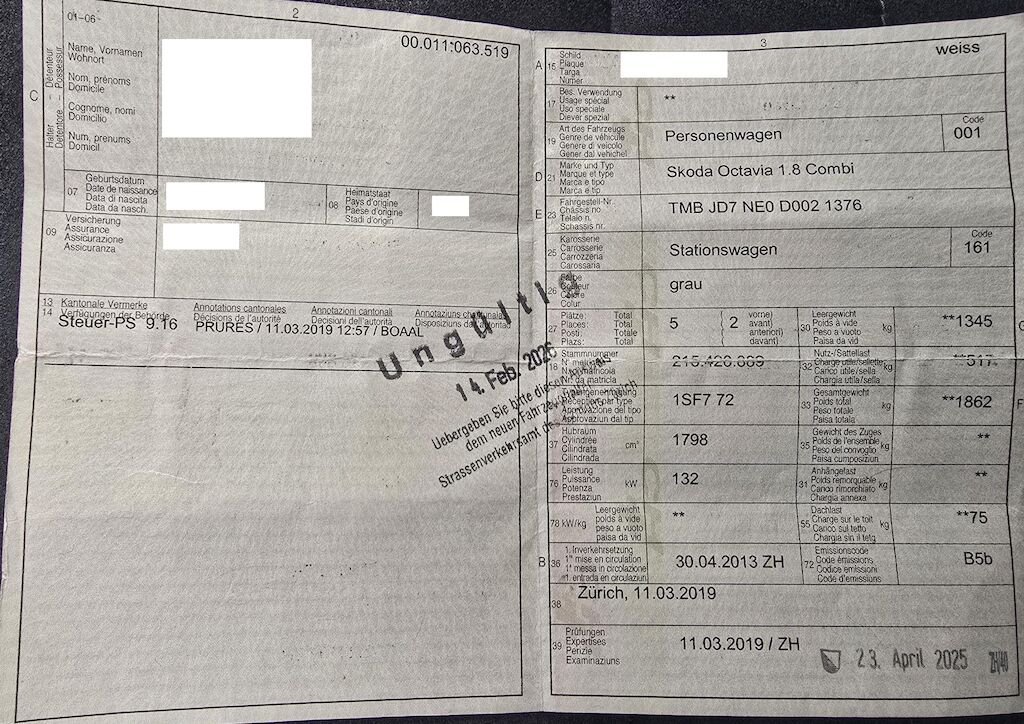 2
01-06
00.011.063.519
C
Halter – Détenteur
Detentore – Possessur
Name, Vornamen
Wohnort
Nom, prénoms
Domicile
Cognome, nomi
Domicilio
Num, prenums
Domicil
07
Geburtsdatum
Date de naissance
Data di nascita
Data da nasch.
08
Heimatstaat
Pays d'origine
Paese d'origine
Stadi d'origin
09
Versicherung
Assurance
Assicurazione
Assicuranza
13
14
Kantonale Vermerke
Verfügungen der Behörde
Annotations cantonales
Décisions de l'autorité
Annotazioni cantonali
Decisioni dell'autorità
Annotaziuns chantunalas
Disposiziuns da l'autoritad
Steuer-PS 9.16 PRURES / 11.03.2019 12:57 / BOAAL
Ungültig
14. Feb. 2026
Uebergeben Sie bitte diesen
dem neuen Fahrzeughalter
Strassenverkehrsamt des
3
A 15
Schild
Plaque
Targa
Numer
weiss
17
Bes. Verwendung
Usage spécial
Uso speciale
Diever spezial
**
19
Art des Fahrzeugs
Genre de véhicule
Genere di veicolo
Gener dal vehichel
Personenwagen
Code
001
D 21
Marke und Typ
Marque et type
Marca e tipo
Marca e tip
Skoda Octavia 1.8 Combi
E 23
Fahrgestell-Nr.
Châssis no
Telaio n.
Schassis nr.
TMB JD7 NE0 D002 1376
25
Karosserie
Carrosserie
Carrozzeria
Carossaria
Stationswagen
Code
161
26
Farbe
Couleur
Colore
Colur
grau
27
Plätze: Total
Places: Total
Posti: Totale
Plazs: Total
5
( 2
vorne)
avant)
anteriori)
davant)
30
Leergewicht
Poids à vide
Peso a vuoto
Paisa da vid
kg
**1345
G
18
Stammnummer
N° matricule
N. matricola
Nr. da matricla
215.428.669
32
Nutz-/Sattellast
Charge utile/sellette
Carico utile/sella
Chargia utila/sella
kg
**517
Typengenehmigung
Réception par type
Approvazione del tipo
Approvaziun dal tip
1SF7 72
33
Gesamtgewicht
Poids total
Peso totale
Paisa totala
kg
**1862
F
37
Hubraum
Cylindrée
Cilindrata
Cilindrada
cm³
1798
35
Gewicht des Zuges
Poids de l'ensemble
Peso del convoglio
Paisa cumposiziun
kg
**
76
Leistung
Puissance
Potenza
Prestaziun
kW
132
31
Anhängelast
Poids remorquable
Carico rimorchiato
Chargia annexa
kg
**
78 kW/kg
Leergewicht
poids à vide
peso a vuoto
paisa da vid
**
55
Dachlast
Charge sur le toit
Carico sul tetto
Chargia sin il tetg
kg
**75
B 36
1. Inverkehrsetzung
1re mise en circulation
1a messa in circolazione
1. entrada en circulaziun
30.04.2013 ZH
72
Emissionscode
Code émissions
Codice emissioni
Code d'emissiuns
B5b
38
Zürich, 11.03.2019
39
Prüfungen
Expertises
Perizie
Examinaziuns
11.03.2019 / ZH
23. April 2025 ZH/40